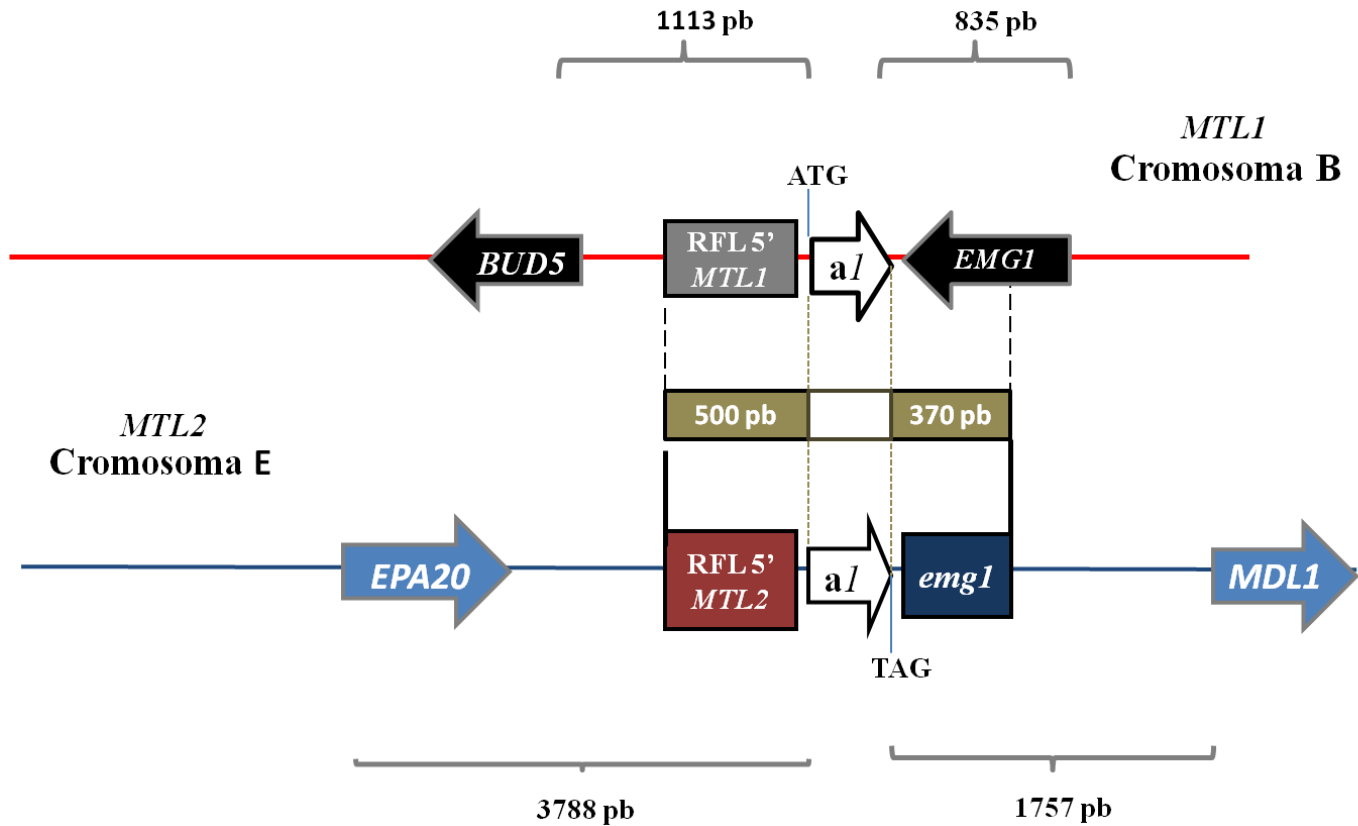 1113 pb
835 pb
MTL1
Cromosoma B
ATG
BUD5
RFL 5’
MTL1
a1
EMG1
500 pb
370 pb
MTL2
Cromosoma E
EPA20
RFL 5’
MTL2
a1
emg1
MDL1
TAG
3788 pb
1757 pb